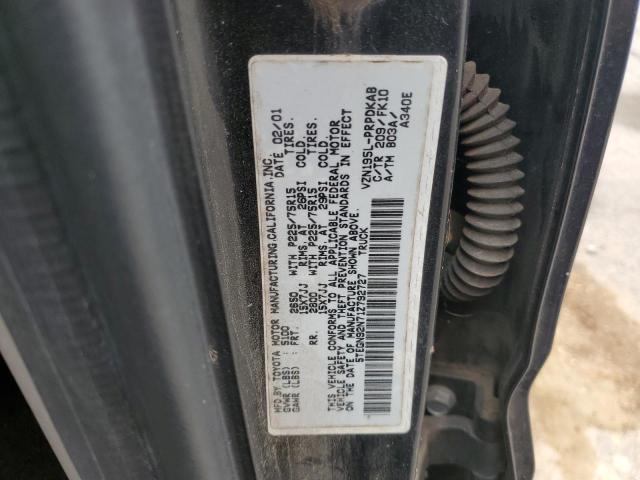 MFD.BY TOYOTA MOTOR MANUFACTURING.CALIFORNIA.INC.
GVWR (LBS) : 5100 DATE 02/01
GAWR (LBS) : FRT. 2650 WITH P225/75R15 TIRES.
15X7JJ RIMS. AT 26PSI COLD.
RR. 2800 WITH P225/75R15 TIRES.
15X7JJ RIMS. AT 29PSI COLD.
THIS VEHICLE CONFORMS TO ALL APPLICABLE FEDERAL MOTOR
VEHICLE SAFETY AND THEFT PREVENTION STANDARDS IN EFFECT
ON THE DATE OF MANUFACTURE SHOWN ABOVE.
5TEGN92N71Z792727 TRUCK
VZN195L-PRPDKAB
C/TR 209/FK10
A/TM B03A/
A340E